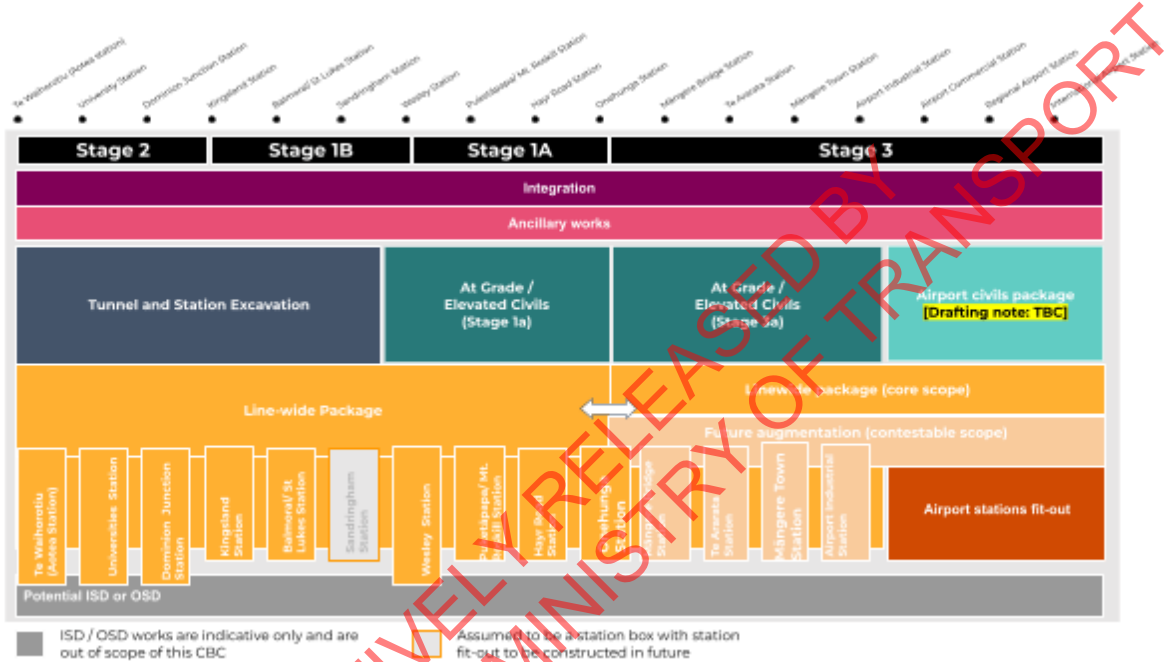 Te Waihorotiu (Aotea station)
University Station
Dominion Junction Station
Kingsland Station
Balmoral/ St Lukes Station
Sandringham Station
Wesley Station
Puketāpapa/ Mt. Roskill Station
Hayr Road Station
Onehunga Station
Māngere Bridge Station
Te Ararata Station
Māngere Town Station
Airport Industrial Station
Airport Commercial Station
Regional Airport Station
International Airport Station
Stage 2
Stage 1B
Stage 1A
Stage 3
Integration
Ancillary works
Tunnel and Station Excavation
At Grade /
Elevated Civils
(Stage 1a)
At Grade /
Elevated Civils
(Stage 3a)
Airport civils package
[Drafting note: TBC]
Line-wide Package
Linewide package (core scope)
Future augmentation (contestable scope)
Te Waihorotiu
(Aotea Station)
Universities Station
Dominion Junction
Station
Kingsland
Station
Balmoral/ St
Lukes Station
Sandringham
Station
Wesley Station
Puketāpapa/ Mt.
Roskill Station
Hayr Road
Station
Onehunga
Station
Bridge
Station
Te Ararata
Station
Māngere Town
Station
Airport Industrial
Station
Airport stations fit-out
Potential ISD or OSD
ISD / OSD works are indicative only and are
out of scope of this CBC
Assumed to be a station box with station
fit-out to be constructed in future
IVELY RELEASED BY
MINISTRY OF TRANSPORT